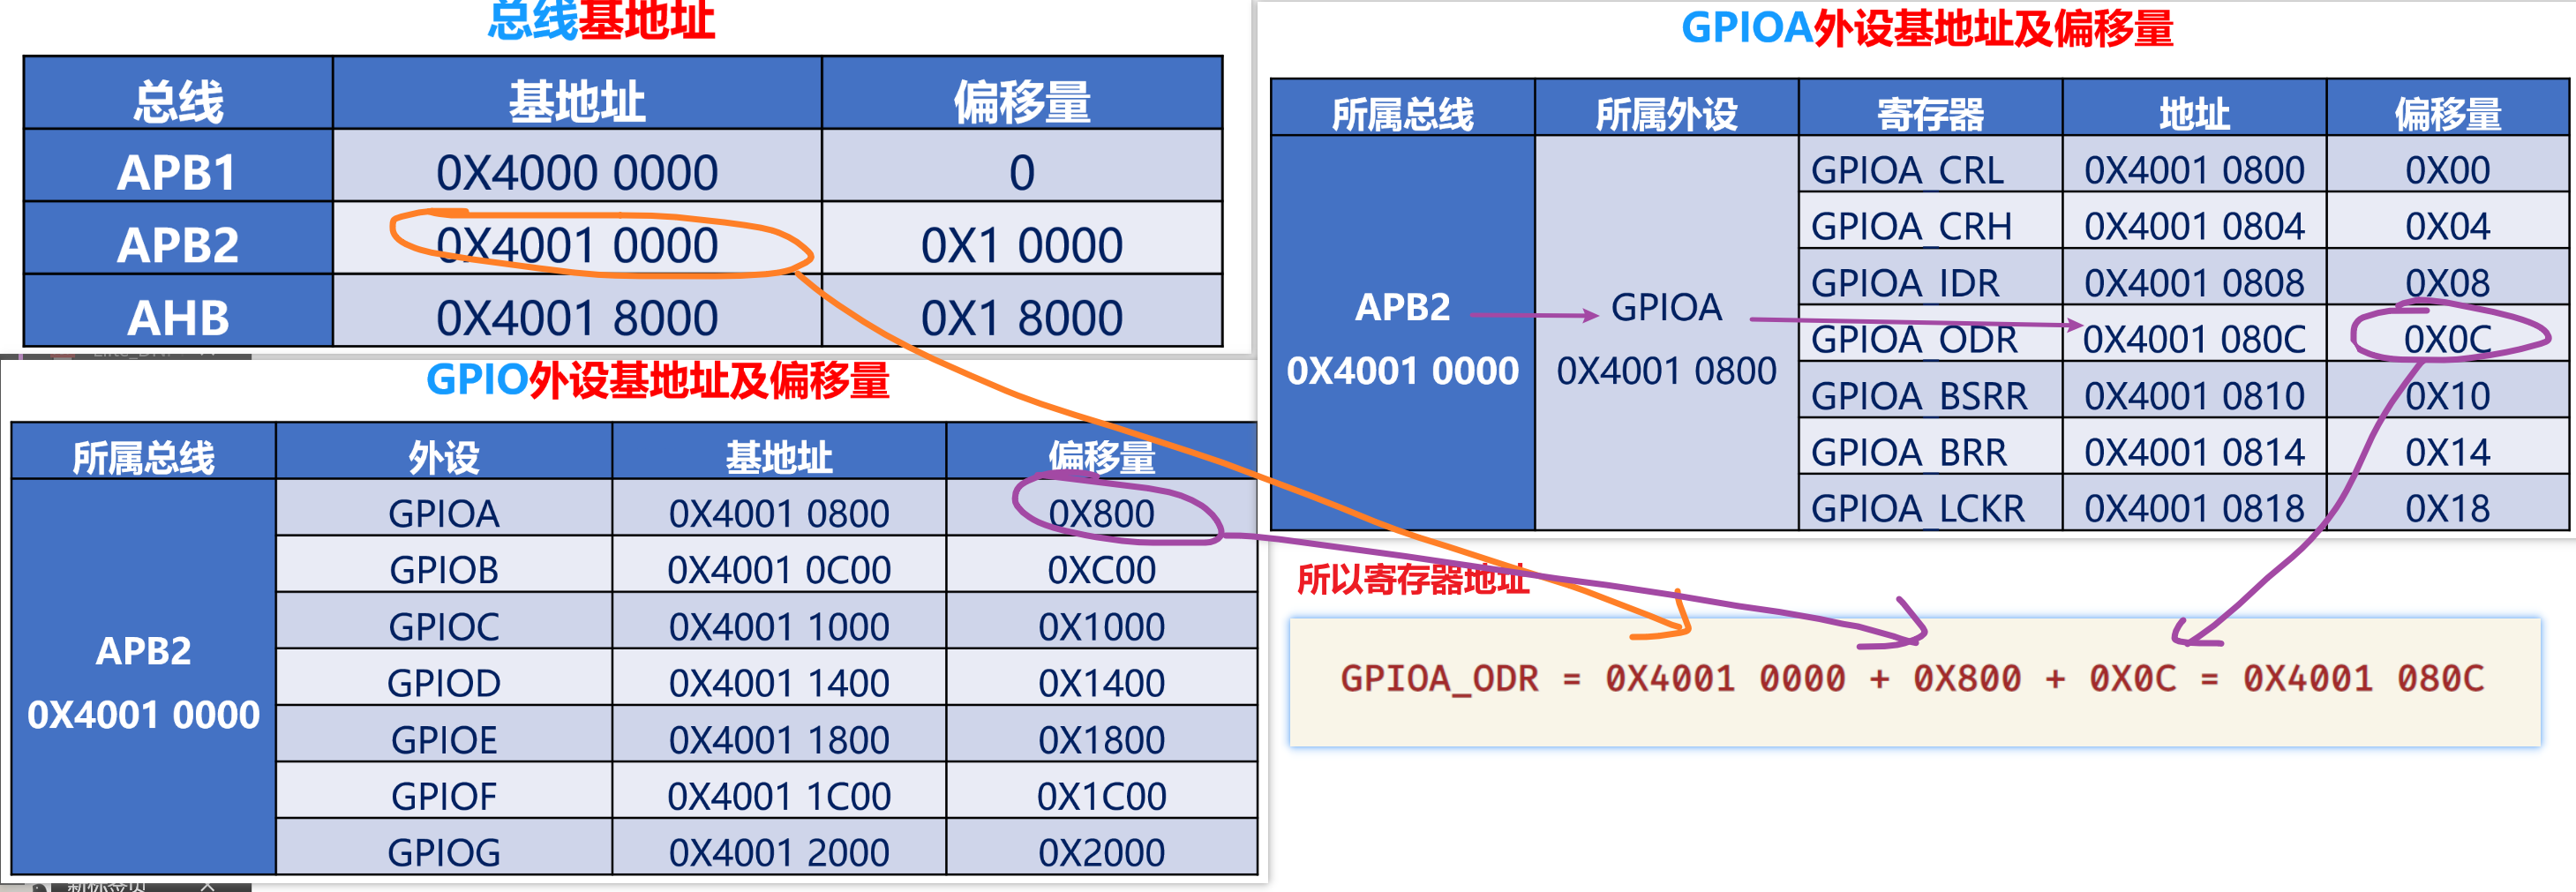 总线基地址
总线 基地址 偏移量
APB1 0X4000 0000 0
APB2 0X4001 0000 0X1 0000
AHB 0X4001 8000 0X1 8000
GPIO外设基地址及偏移量
所属总线 外设 基地址 偏移量
APB2
0X4001 0000
GPIOA 0X4001 0800 0X800
GPIOB 0X4001 0C00 0XC00
GPIOC 0X4001 1000 0X1000
GPIOD 0X4001 1400 0X1400
GPIOE 0X4001 1800 0X1800
GPIOF 0X4001 1C00 0X1C00
GPIOG 0X4001 2000 0X2000
GPIOA外设基地址及偏移量
所属总线 所属外设 寄存器 地址 偏移量
APB2
0X4001 0000
GPIOA
0X4001 0800
GPIOA_CRL 0X4001 0800 0X00
GPIOA_CRH 0X4001 0804 0X04
GPIOA_IDR 0X4001 0808 0X08
GPIOA_ODR 0X4001 080C 0X0C
GPIOA_BSRR 0X4001 0810 0X10
GPIOA_BRR 0X4001 0814 0X14
GPIOA_LCKR 0X4001 0818 0X18
所以寄存器地址
GPIOA_ODR = 0X4001 0000 + 0X800 + 0X0C = 0X4001 080C